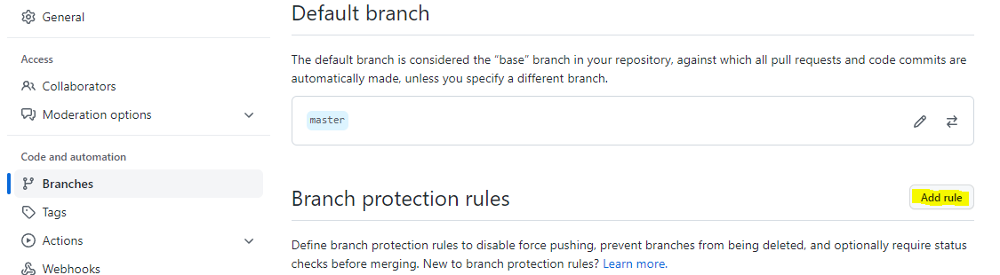 General
Access
Collaborators
Moderation options
Code and automation
Branches
Tags
Actions
Webhooks
Default branch
The default branch is considered the “base” branch in your repository, against which all pull requests and code commits are
automatically made, unless you specify a different branch.
master
Branch protection rules
Add rule
Define branch protection rules to disable force pushing, prevent branches from being deleted, and optionally require status
checks before merging. New to branch protection rules? Learn more.